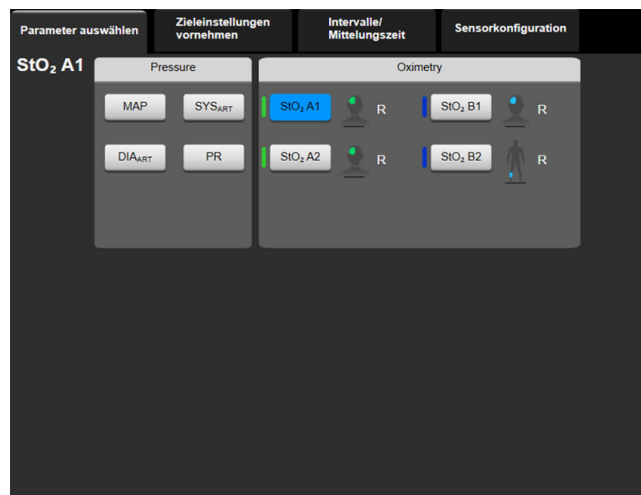 Parameter auswählen
Zieleinstellungen
vornehmen
Intervalle/
Mittelungszeit
Sensorkonfiguration
StO₂ A1
Pressure
Oximetry
MAP
SYSART
StO₂ A1
R
StO₂ B1
R
DIAART
PR
StO₂ A2
R
StO₂ B2
R